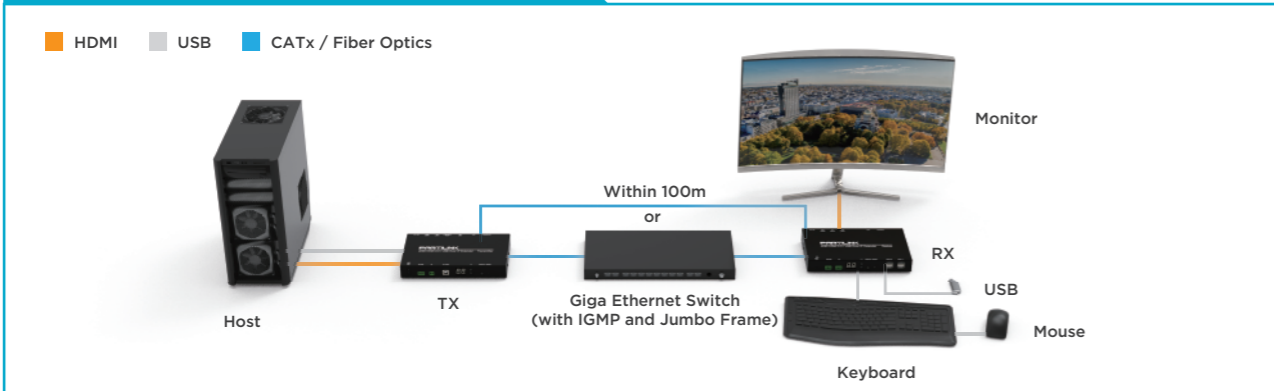 HDMI
USB
CATx / Fiber Optics
Monitor
Within 100m
or
RX
TX
Giga Ethernet Switch
(with IGMP and Jumbo Frame)
USB
Host
Mouse
Keyboard